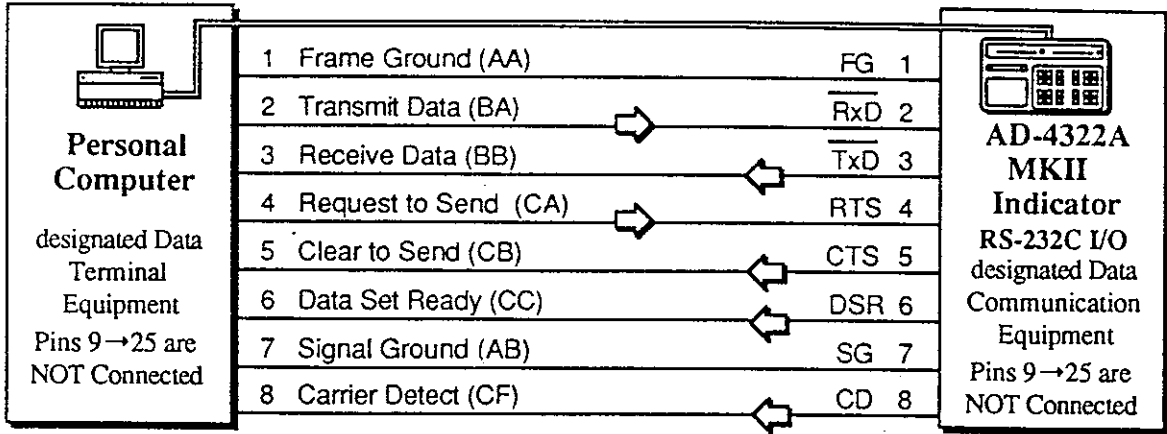 Personal
Computer
designated Data
Terminal
Equipment
Pins 9→25 are
NOT Connected
1 Frame Ground (AA) FG 1
2 Transmit Data (BA) RxD 2
3 Receive Data (BB) TxD 3
4 Request to Send (CA) RTS 4
5 Clear to Send (CB) CTS 5
6 Data Set Ready (CC) DSR 6
7 Signal Ground (AB) SG 7
8 Carrier Detect (CF) CD 8
AD-4322A
MKII
Indicator
RS-232C I/O
designated Data
Communication
Equipment
Pins 9→25 are
NOT Connected